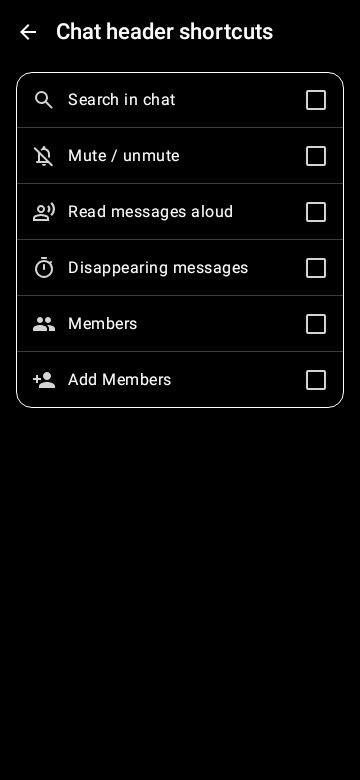 Chat header shortcuts
Search in chat
Mute / unmute
Read messages aloud
Disappearing messages
Members
Add Members